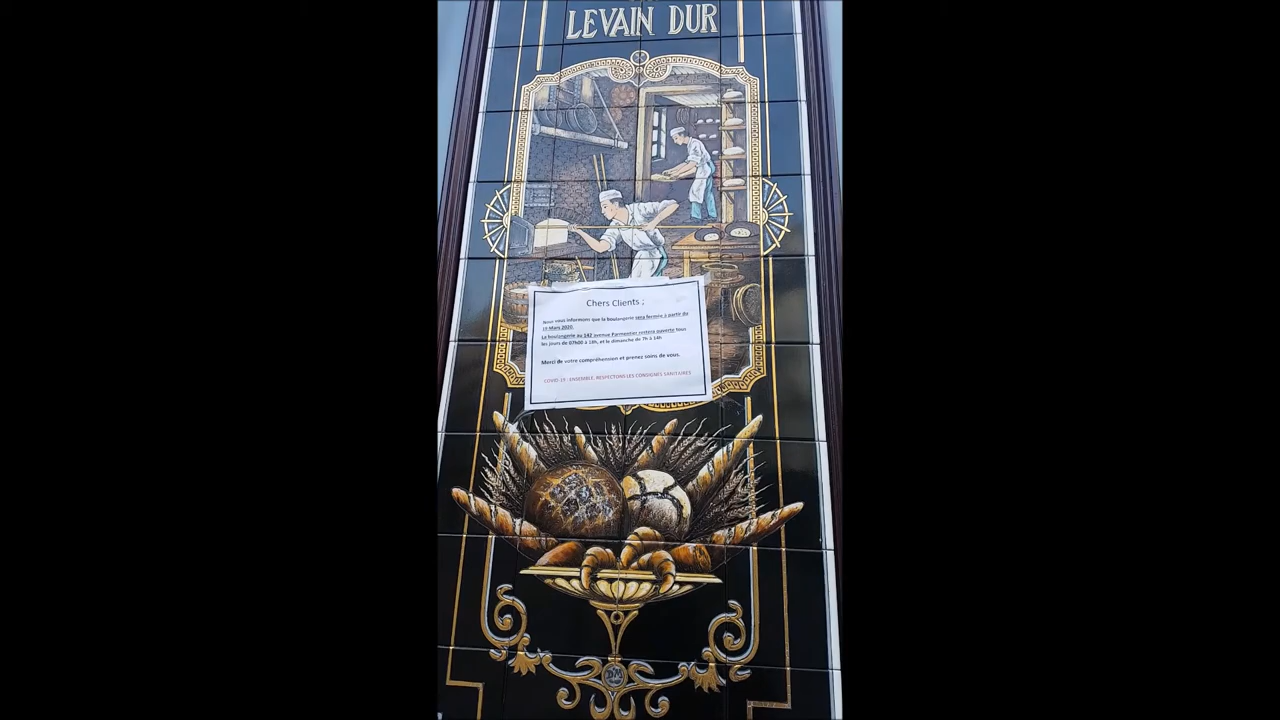 LEVAIN DUR
Chers Clients ;
Nous vous informons que la boulangerie sera fermée à partir du
Mars 2020.
La boulangerie au 142 avenue Parmentier restera ouverte tous
les jours de 07h00 à 18h, et le dimanche de 7h à 14h
Merci de votre compréhension et prenez soins de vous.
COVID-19 : ENSEMBLE, RESPECTONS LES CONSIGNES SANITAIRES